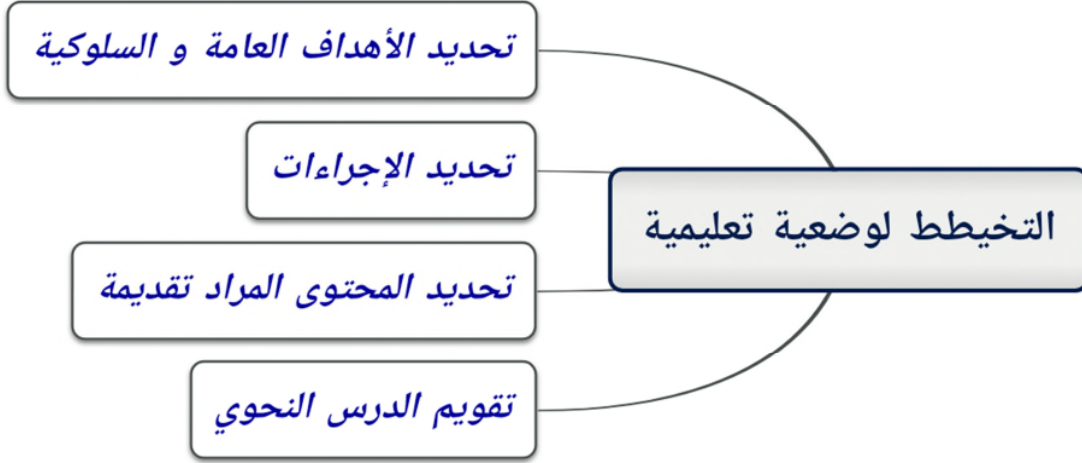 التخيطط لوضعية تعليمية
تحديد الأهداف العامة و السلوكية
تحديد الإجراءات
تحديد المحتوى المراد تقديمة
تقويم الدرس النحوي